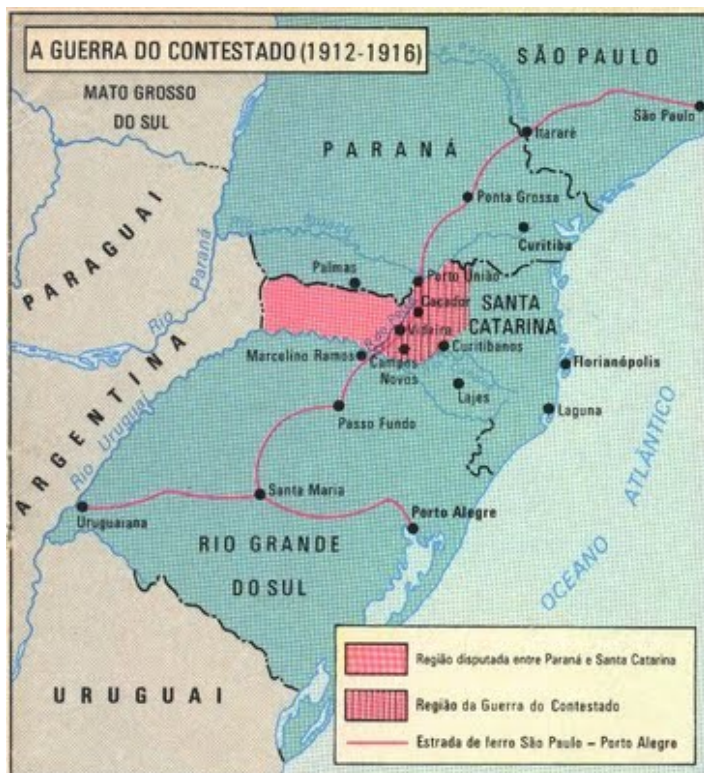 A GUERRA DO CONTESTADO (1912-1916)
SÃO PAULO
MATO GROSSO
DO SUL
São Paulo
Itararé
PARANÁ
Ponta Grossa
PARAGUAI
Rio Paraná
Rio
Curitiba
Palmas
Porto União
Caçador
SANTA
CATARINA
R. do Peixe
Videira
Marcelino Ramos
Curitibanos
Campos
Novos
Florianópolis
Lajes
ARGENTINA
Rio Uruguai
Passo Fundo
Laguna
OCEANO ATLÂNTICO
Santa Maria
Uruguaiana
Porto Alegre
RIO GRANDE
DO SUL
URUGUAI
Região disputada entre Paraná e Santa Catarina
Região da Guerra do Contestado
Estrada de ferro São Paulo – Porto Alegre